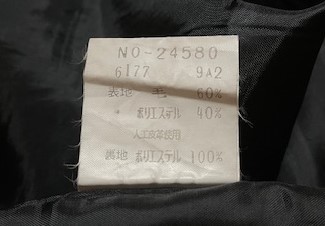 NO-24580
6177 9A2
表地 毛 60%
〃 ポリエステル 40%
人工皮革使用
裏地 ポリエステル 100%